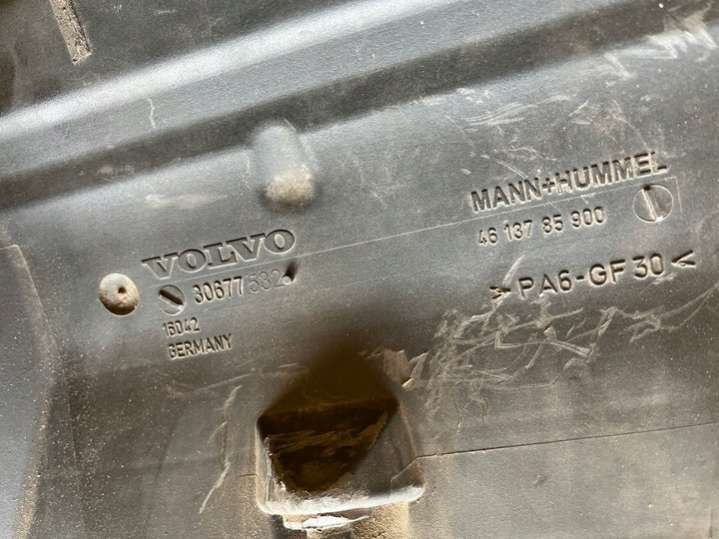 VOLVO
30677532
16042
GERMANY
MANN+HUMMEL
46 137 85 900
>PA6-GF30<